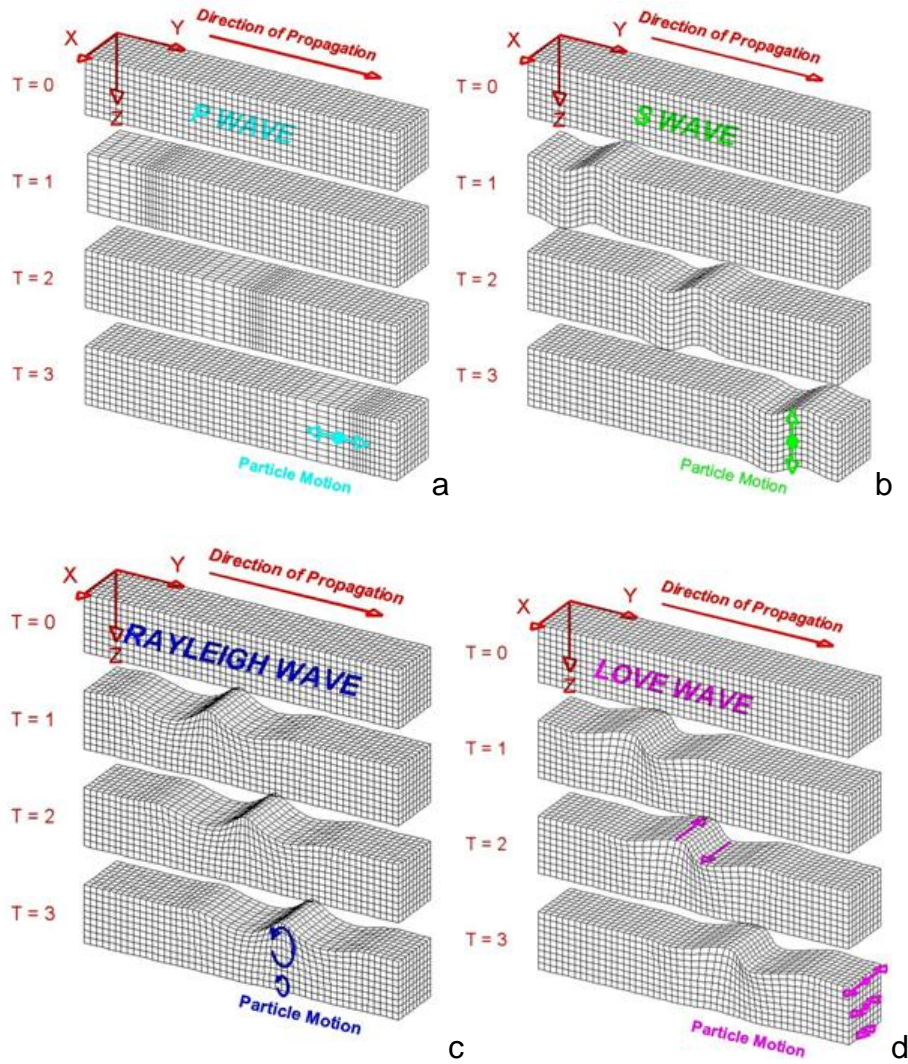 Direction of Propagation
X
Y
T = 0
Z
P WAVE
T = 1
T = 2
T = 3
Particle Motion
a
Direction of Propagation
X
Y
T = 0
Z
S WAVE
T = 1
T = 2
T = 3
Particle Motion
b
Direction of Propagation
X
Y
T = 0
Z
RAYLEIGH WAVE
T = 1
T = 2
T = 3
Particle Motion
c
Direction of Propagation
X
Y
T = 0
Z
LOVE WAVE
T = 1
T = 2
T = 3
Particle Motion
d